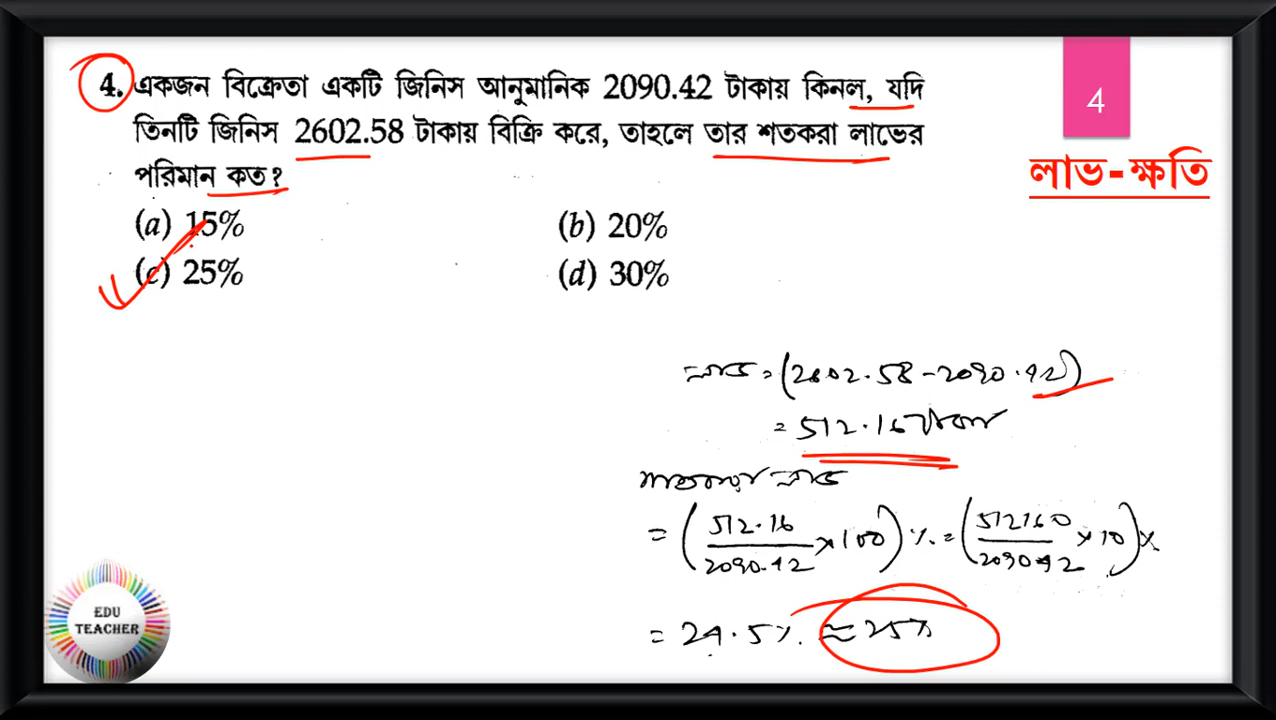 4. একজন বিক্রেতা একটি জিনিস আনুমানিক 2090.42 টাকায় কিনল, যদি
তিনটি জিনিস 2602.58 টাকায় বিক্রি করে, তাহলে তার শতকরা লাভের
পরিমান কত?
(a) 15%
(b) 20%
(c) 25%
(d) 30%
4
লাভ-ক্ষতি
লাভ = (2602.58-2090.42)
= 512.16 টাকা
শতকরা লাভ
= (512.16/2090.42 × 100) % = (512160/209042 × 10) %
= 24.5%. ≈ 25%
EDU
TEACHER